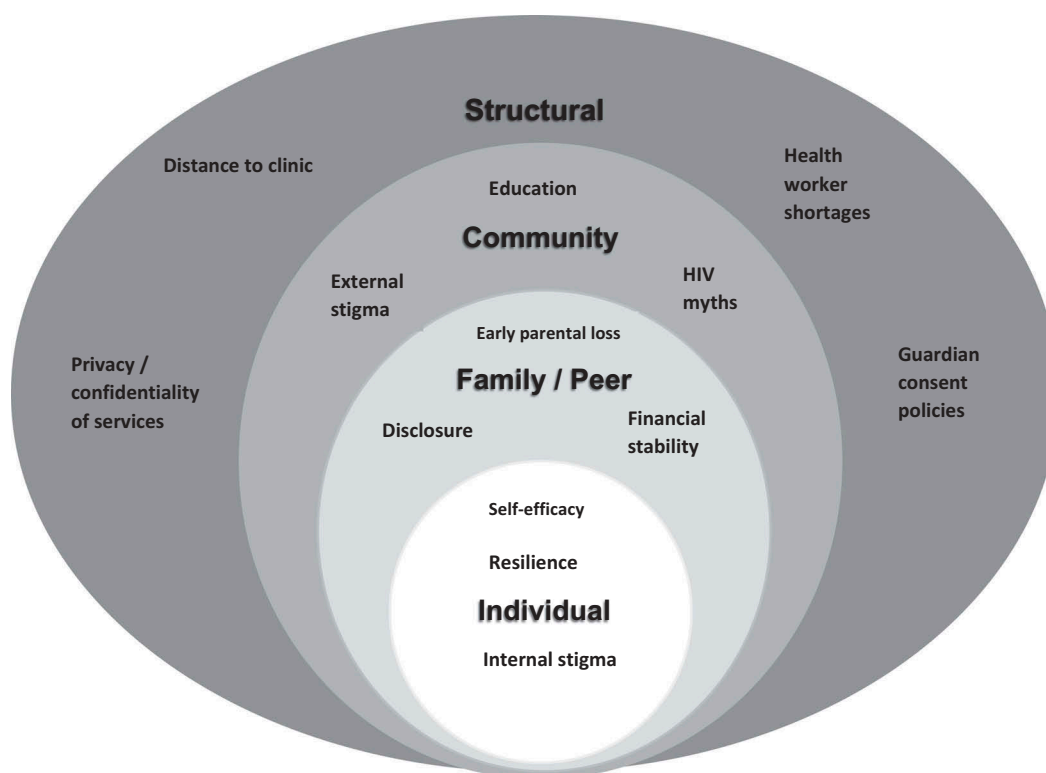 Structural
Distance to clinic
Health
worker
shortages
Education
Community
External
stigma
HIV
myths
Early parental loss
Family / Peer
Privacy /
confidentiality
of services
Guardian
consent
policies
Disclosure
Financial
stability
Self-efficacy
Resilience
Individual
Internal stigma